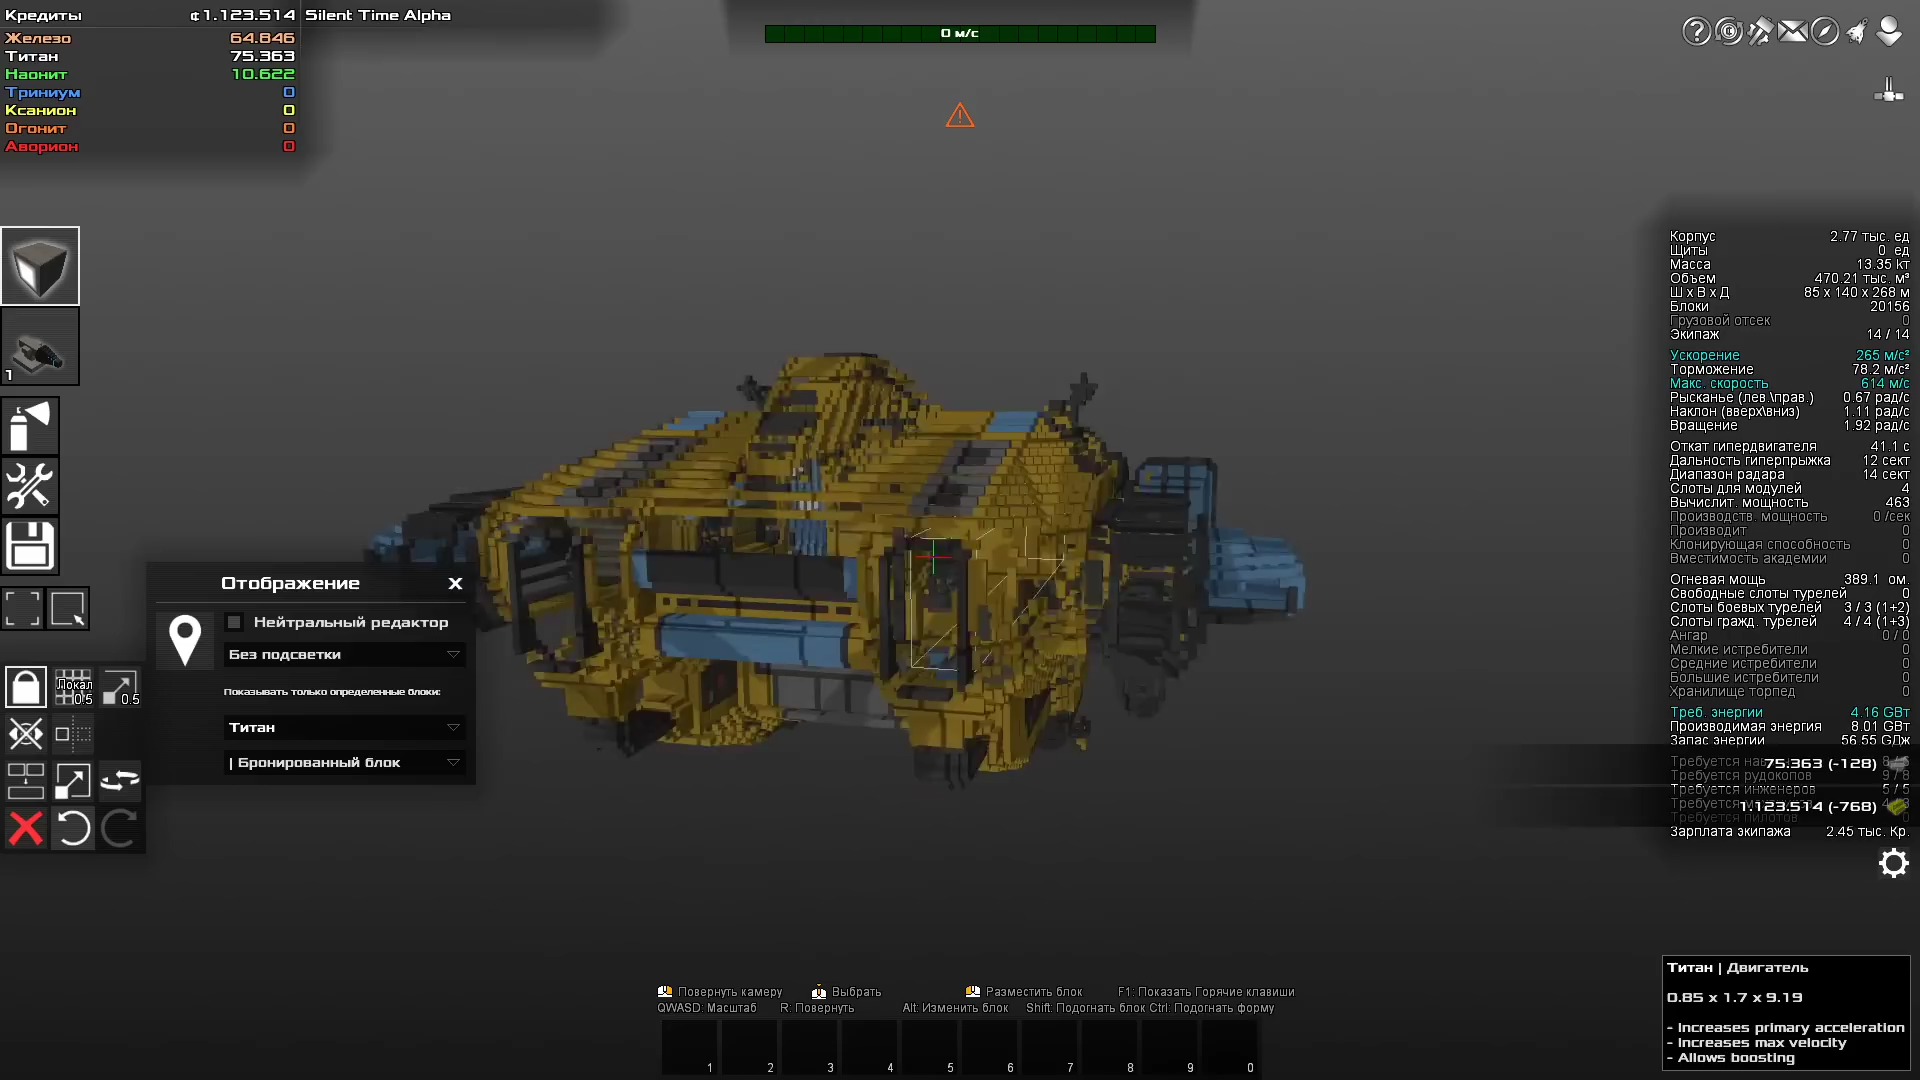 Кредиты ¢1.123.514 Silent Time Alpha
Железо 64.846
Титан 75.363
Наонит 10.622
Триниум 0
Ксанион 0
Огонит 0
Аворион 0
0 м/с
1
Отображение X
Нейтральный редактор
Без подсветки
Показывать только определенные блоки:
Титан
| Бронированный блок
Локал
0.5
0.5
Корпус 2.77 тыс. ед
Щиты 0 ед
Масса 13.35 kт
Объем 470.21 тыс. м³
Ш x В x Д 85 x 140 x 268 м
Блоки 20156
Грузовой отсек 0
Экипаж 14 / 14
Ускорение 265 м/с²
Торможение 78.2 м/с²
Макс. скорость 614 м/с
Рысканье (лев.\прав.) 0.67 рад/с
Наклон (вверх\вниз) 1.11 рад/с
Вращение 1.92 рад/с
Откат гипердвигателя 41.1 с
Дальность гиперпрыжка 12 сект
Диапазон радара 14 сект
Слоты для модулей 4
Вычислит. мощность 463
Производств. мощность 0 /сек
Производит 0
Клонирующая способность 0
Вместимость академии 0
Огневая мощь 389.1 ом.
Свободные слоты турелей 0
Слоты боевых турелей 3 / 3 (1+2)
Слоты гражд. турелей 4 / 4 (1+3)
Ангар 0 / 0
Мелкие истребители 0
Средние истребители 0
Большие истребители 0
Хранилище торпед 0
Треб. энергии 4.16 GВт
Производимая энергия 8.01 GВт
Запас энергии 56.55 GДж
75.363 (-128)
Требуется рудокопов 9 / 8
Требуется инженеров 5 / 5
1.123.514 (-768)
Требуется пилотов 0
Зарплата экипажа 2.45 тыс. Кр.
Титан | Двигатель
0.85 x 1.7 x 9.19
- Increases primary acceleration
- Increases max velocity
- Allows boosting
Повернуть камеру Выбрать Разместить блок F1: Показать Горячие клавиши
QWASD: Масштаб R: Повернуть Alt: Изменить блок Shift: Подогнать блок Ctrl: Подогнать форму
1 2 3 4 5 6 7 8 9 0